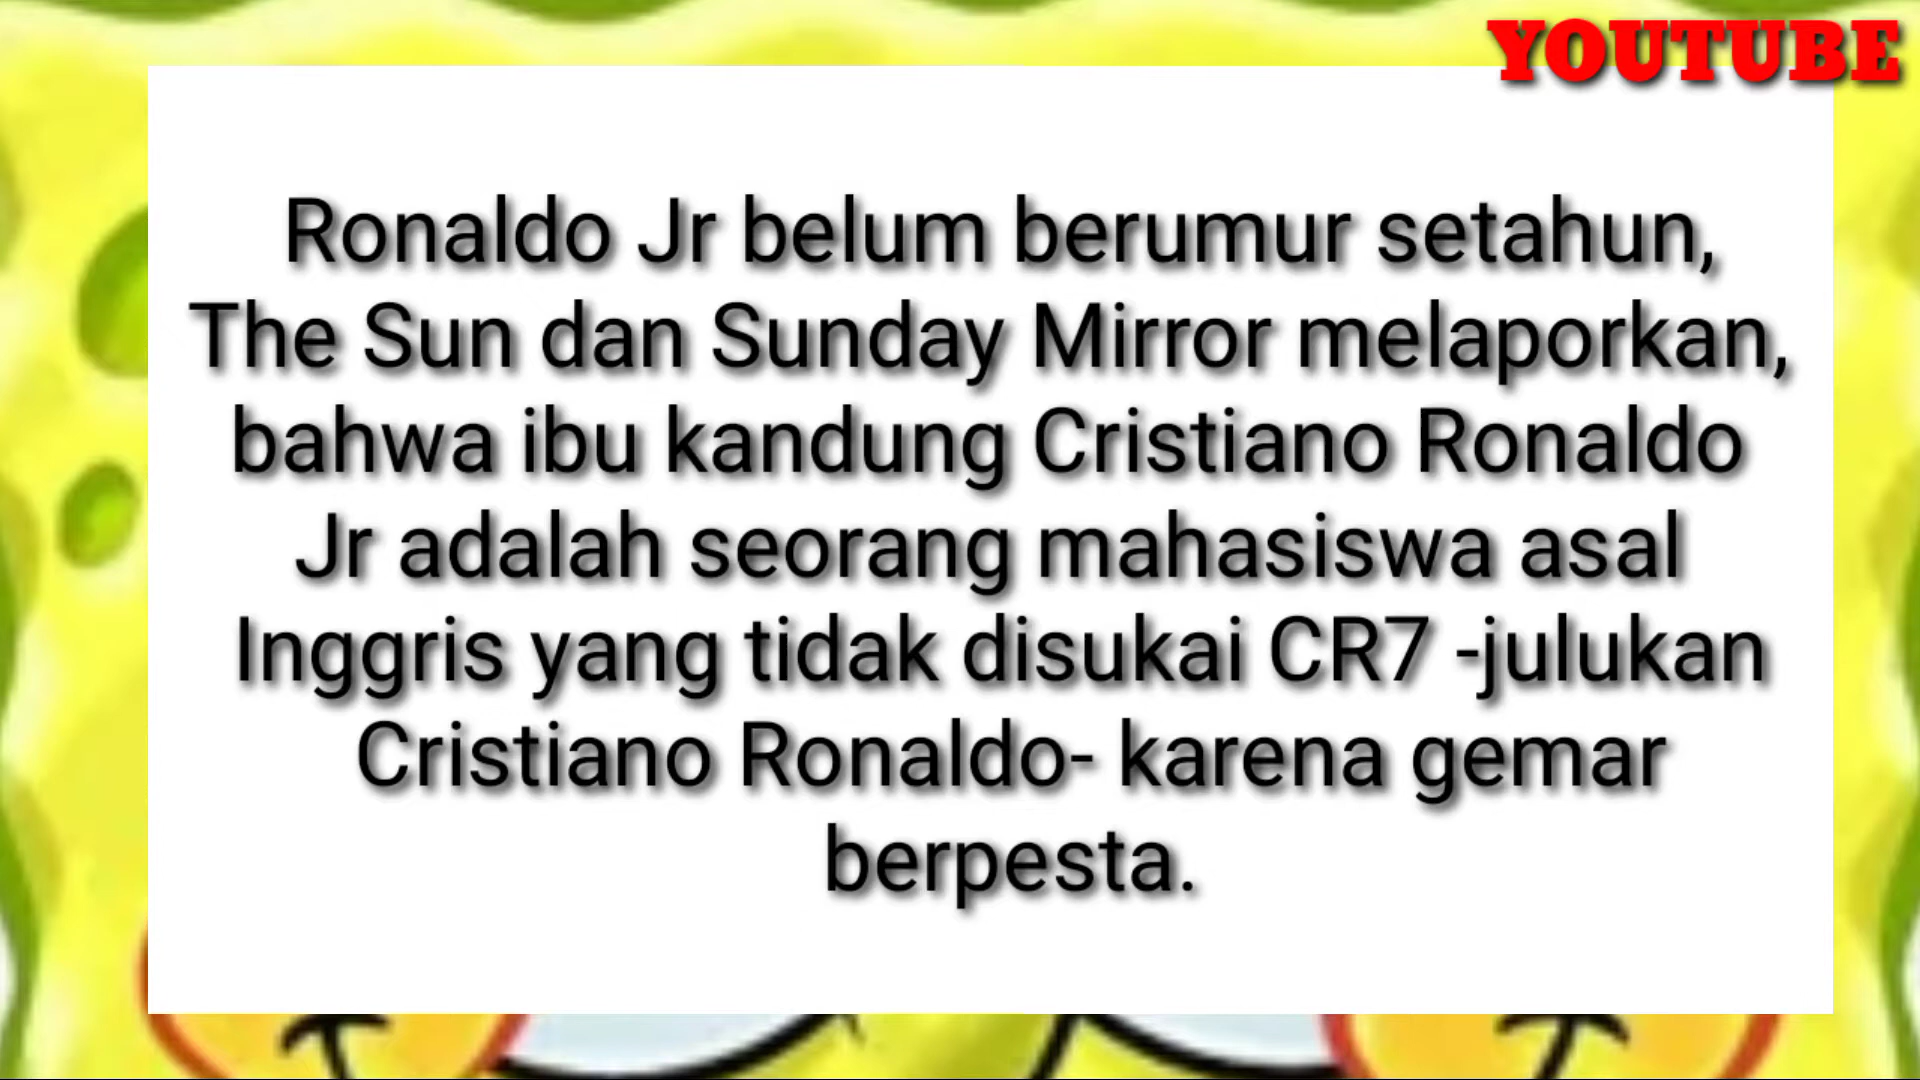 YOUTUBE
Ronaldo Jr belum berumur setahun,
The Sun dan Sunday Mirror melaporkan,
bahwa ibu kandung Cristiano Ronaldo
Jr adalah seorang mahasiswa asal
Inggris yang tidak disukai CR7 -julukan
Cristiano Ronaldo- karena gemar
berpesta.